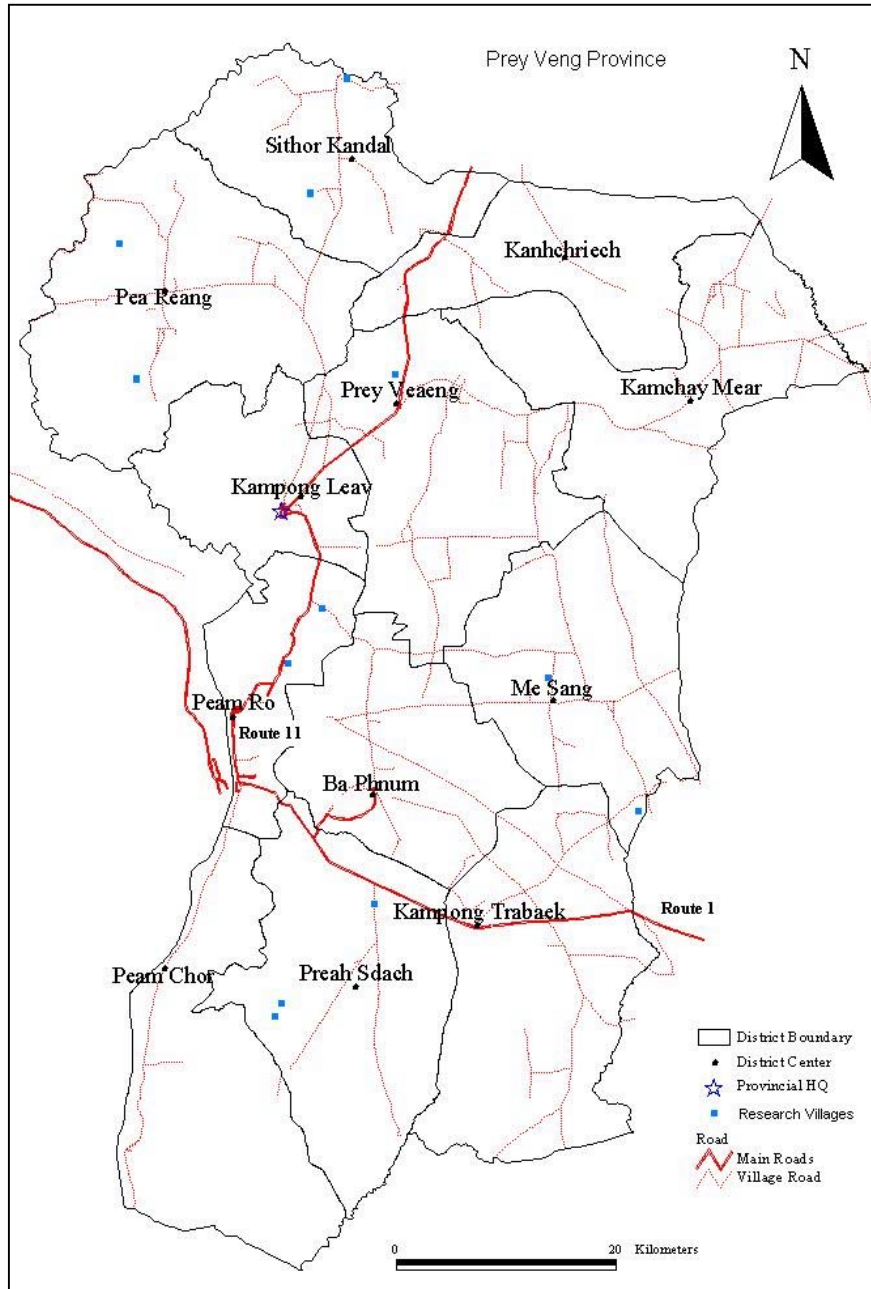 Prey Veng Province
N
Sithor Kandal
Kanhchriech
Pea Reang
Prey Veaeng
Kamchay Mear
Kampong Leav
Me Sang
Peam Ro
Route 11
Ba Phnum
Kampong Trabaek
Route 1
Peam Chor
Preah Sdach
District Boundary
District Center
Provincial HQ
Research Villages
Road
Main Roads
Village Road
0
20
Kilometers